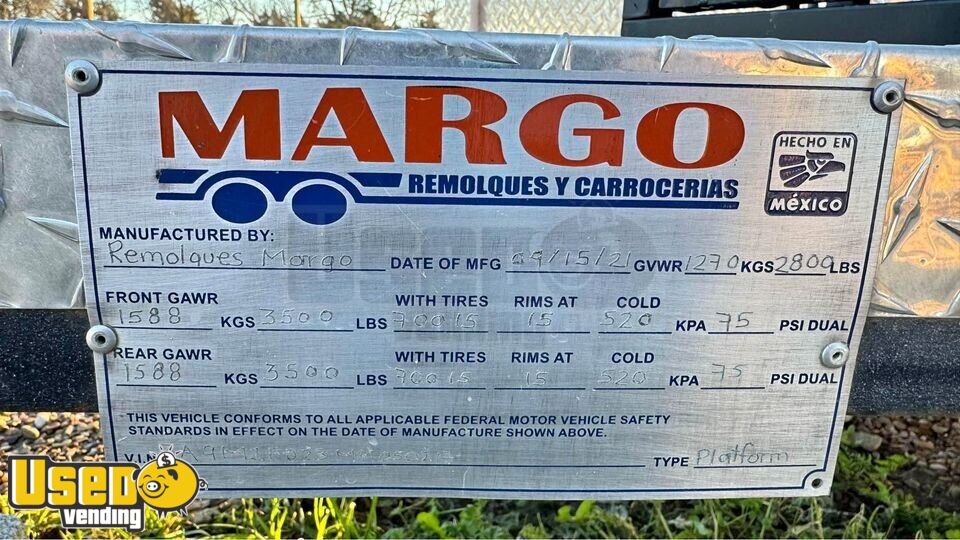 MARGO
REMOLQUES Y CARROCERIAS
HECHO EN
MéXICO
MANUFACTURED BY:
Remolques Margo DATE OF MFG 09/15/21 GVWR 1270 KGS 2800 LBS
FRONT GAWR WITH TIRES RIMS AT COLD
1588 KGS 3500 LBS 700 15 15 520 KPA 75 PSI DUAL
REAR GAWR WITH TIRES RIMS AT COLD
1588 KGS 3500 LBS 700 15 15 520 KPA 75 PSI DUAL
THIS VEHICLE CONFORMS TO ALL APPLICABLE FEDERAL MOTOR VEHICLE SAFETY
STANDARDS IN EFFECT ON THE DATE OF MANUFACTURE SHOWN ABOVE.
V.I.N. TYPE Platform
USED
vending